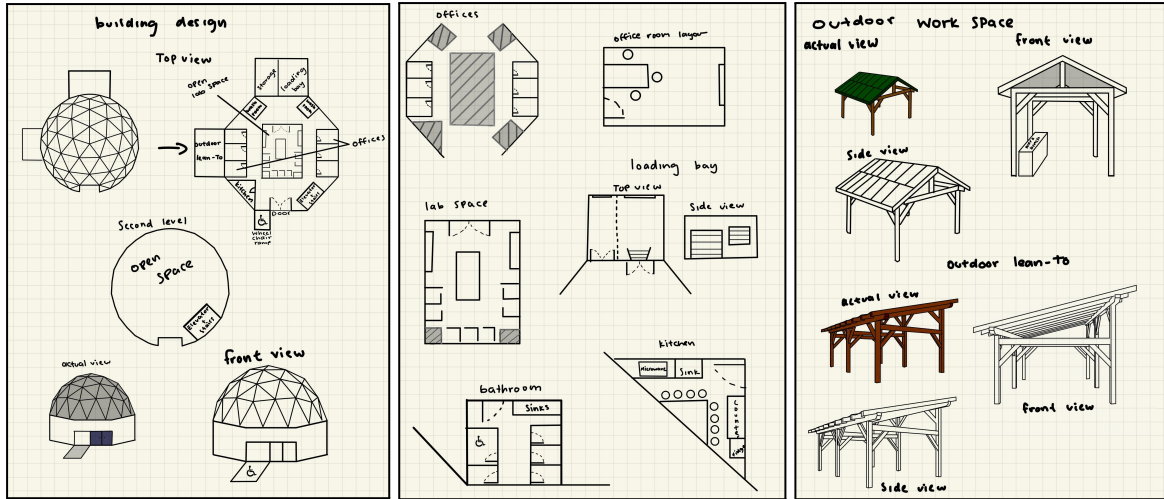 building design
Top view
open
lab space
storage
loading
bay
outdoor
lean-To
offices
kitchen
Elevator
stairs
Door
wheel
chair
ramp
Second level
open
space
Elevator
+
stairs
actual view
front view
offices
office room layout
loading bay
Top view
Side view
lab space
bathroom
Sinks
kitchen
Microwave
Sink
Counter
fridge
outdoor work space
actual view
front view
Side view
outdoor lean-to
actual view
front view
Side view